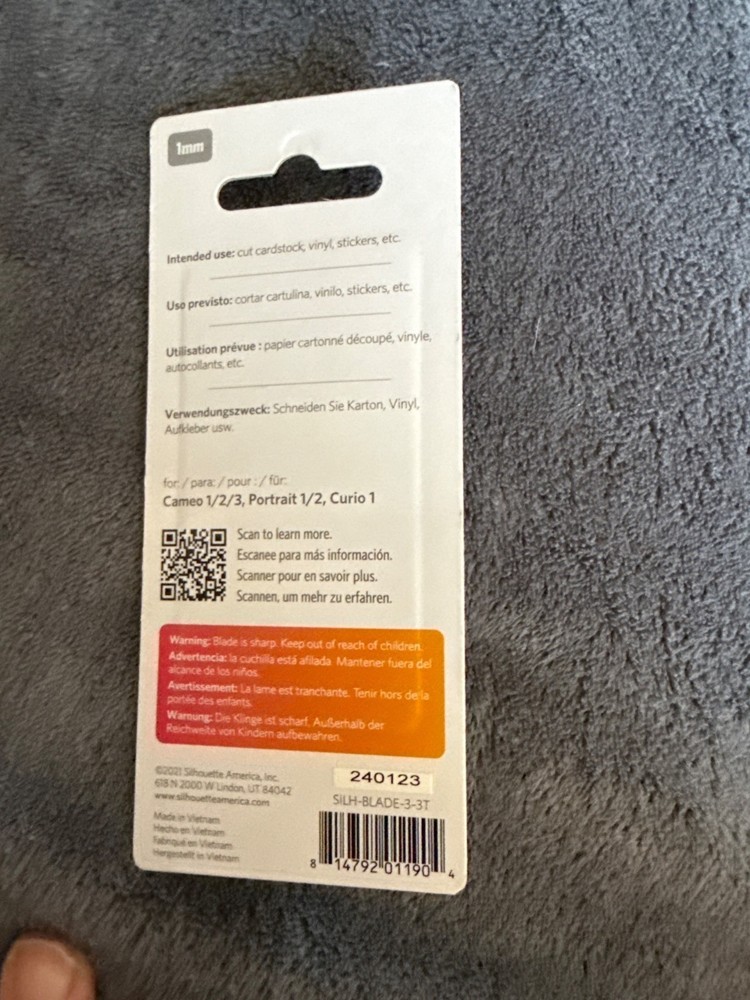 1mm
Intended use: cut cardstock, vinyl, stickers, etc.
Uso previsto: cortar cartulina, vinilo, stickers, etc.
Utilisation prévue : papier cartonné découpé, vinyle,
autocollants, etc.
Verwendungszweck: Schneiden Sie Karton, Vinyl,
Aufkleber usw.
for: / para: / pour : / für:
Cameo 1/2/3, Portrait 1/2, Curio 1
Scan to learn more.
Escanee para más información.
Scanner pour en savoir plus.
Scannen, um mehr zu erfahren.
Warning: Blade is sharp. Keep out of reach of children.
Advertencia: la cuchilla está afilada. Mantener fuera del
alcance de los niños.
Avertissement: La lame est tranchante. Tenir hors de la
portée des enfants.
Warnung: Die Klinge ist scharf. Außerhalb der
Reichweite von Kindern aufbewahren.
©2021 Silhouette America, Inc.
618 N 2000 W Lindon, UT 84042
www.silhouetteamerica.com
Made in Vietnam
Hecho en Vietnam
Fabriqué en Vietnam
Hergestellt in Vietnam
240123
SILH-BLADE-3-3T
8 14792 01190 4